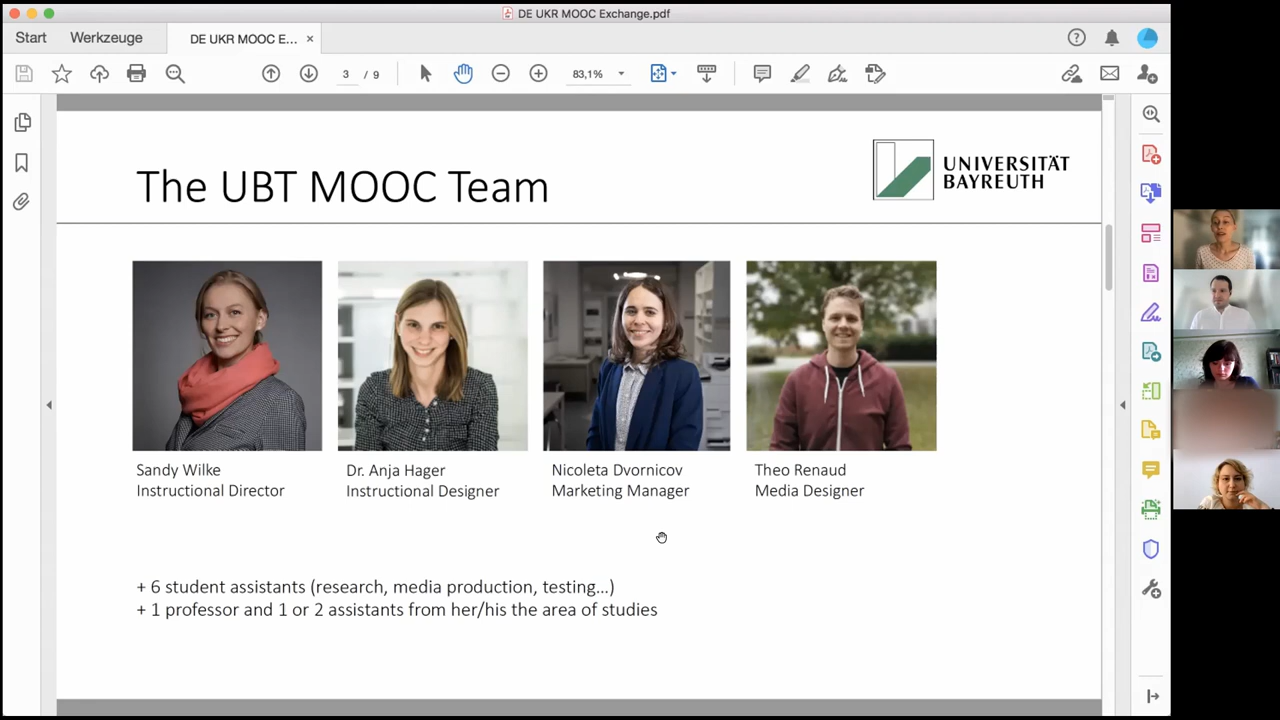 DE UKR MOOC Exchange.pdf
Start
Werkzeuge
DE UKR MOOC E... ×
3 / 9
83,1%
The UBT MOOC Team
UNIVERSITÄT
BAYREUTH
Sandy Wilke
Instructional Director
Dr. Anja Hager
Instructional Designer
Nicoleta Dvornicov
Marketing Manager
Theo Renaud
Media Designer
+ 6 student assistants (research, media production, testing...)
+ 1 professor and 1 or 2 assistants from her/his the area of studies